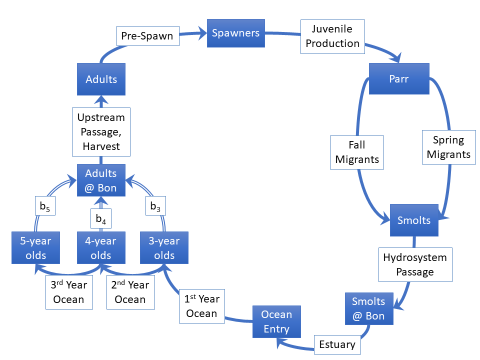 Pre-Spawn
Spawners
Juvenile
Production
Adults
Parr
Upstream
Passage,
Harvest
Fall
Migrants
Spring
Migrants
Adults
@ Bon
b5
b4
b3
Smolts
5-year
olds
4-year
olds
3-year
olds
Hydrosystem
Passage
3rd Year
Ocean
2nd Year
Ocean
1st Year
Ocean
Smolts
@ Bon
Ocean
Entry
Estuary